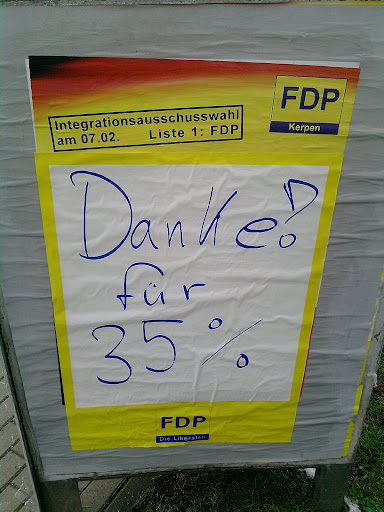 FDP
Kerpen
Integrationsausschusswahl
am 07.02. Liste 1: FDP
Danke!
für
35%
FDP
Die Liberalen